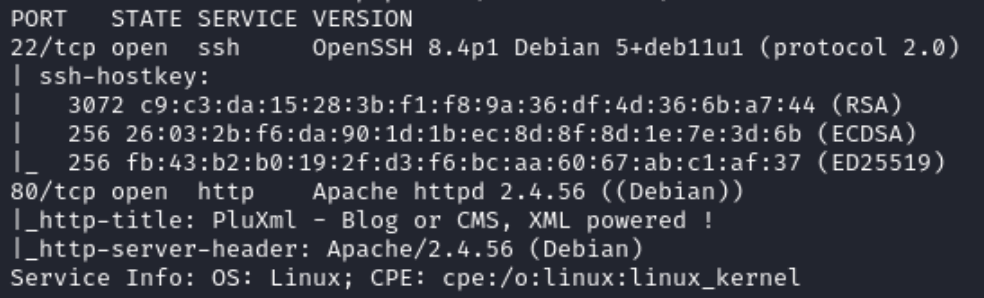 PORT   STATE SERVICE VERSION
22/tcp open  ssh     OpenSSH 8.4p1 Debian 5+deb11u1 (protocol 2.0)
| ssh-hostkey:
|   3072 c9:c3:da:15:28:3b:f1:f8:9a:36:df:4d:36:6b:a7:44 (RSA)
|   256 26:03:2b:f6:da:90:1d:1b:ec:8d:8f:8d:1e:7e:3d:6b (ECDSA)
|_  256 fb:43:b2:b0:19:2f:d3:f6:bc:aa:60:67:ab:c1:af:37 (ED25519)
80/tcp open  http    Apache httpd 2.4.56 ((Debian))
|_http-title: PluXml - Blog or CMS, XML powered !
|_http-server-header: Apache/2.4.56 (Debian)
Service Info: OS: Linux; CPE: cpe:/o:linux:linux_kernel